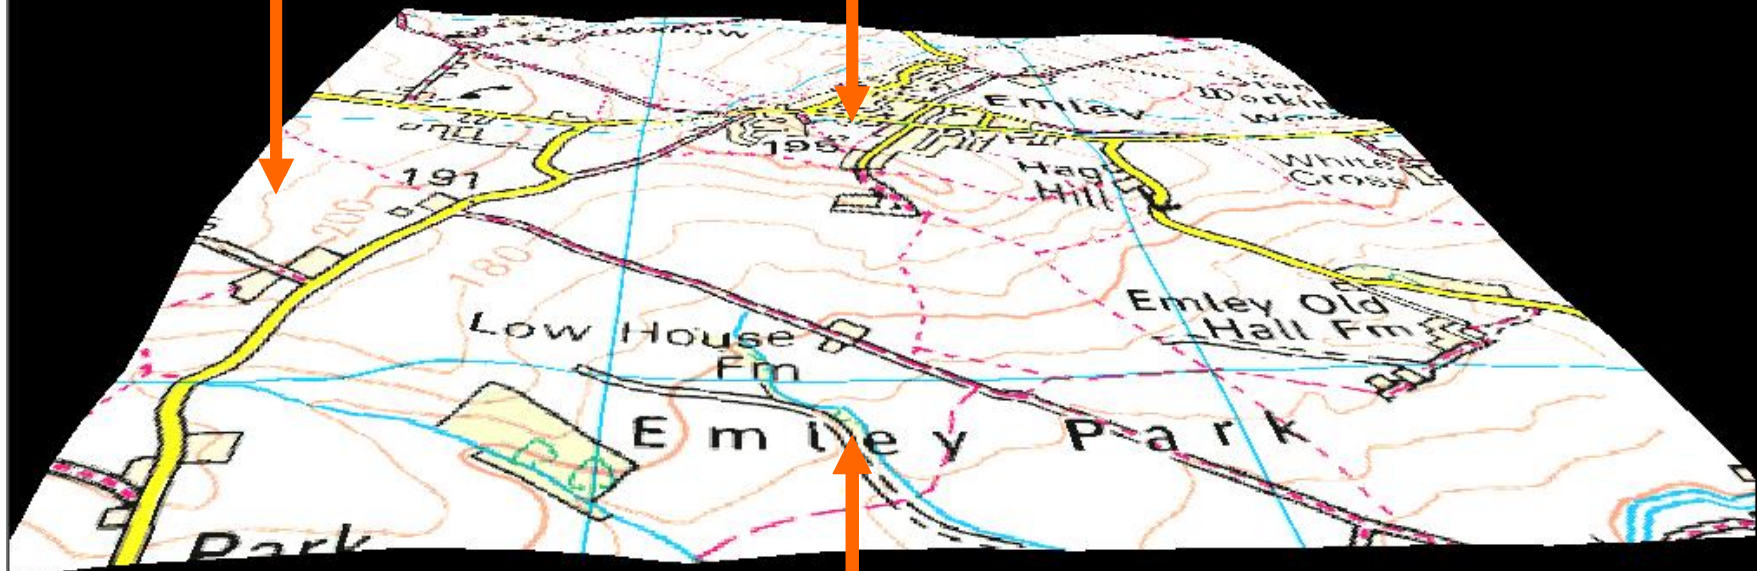 Emley
195
191
200
180
Hag
Hill
White
Cross
Emley Old
Hall Fm
Low House
Fm
Emley Park
Park